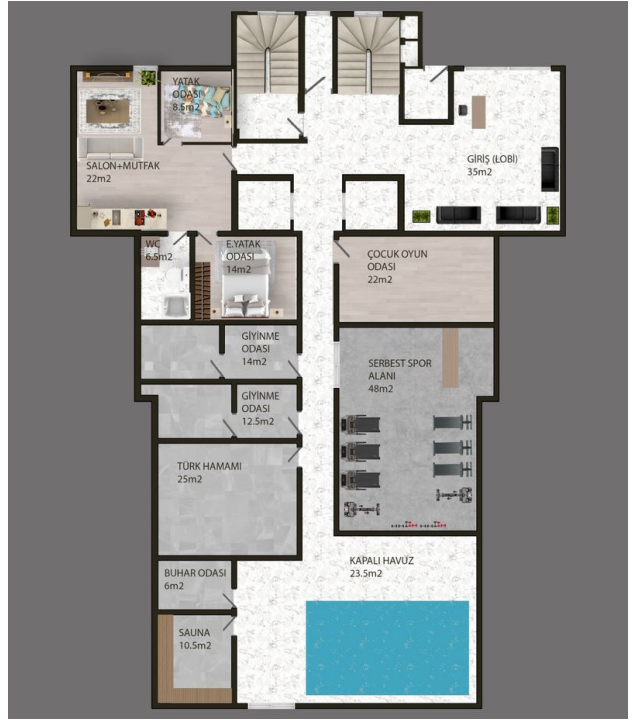 YATAK
ODASI
8.5m2
SALON+MUTFAK
22m2
GİRİŞ (LOBİ)
35m2
WC
6.5m2
E.YATAK
ODASI
14m2
ÇOCUK OYUN
ODASI
22m2
GİYİNME
ODASI
14m2
SERBEST SPOR
ALANI
48m2
GİYİNME
ODASI
12.5m2
TÜRK HAMAMI
25m2
KAPALI HAVUZ
23.5m2
BUHAR ODASI
6m2
SAUNA
10.5m2